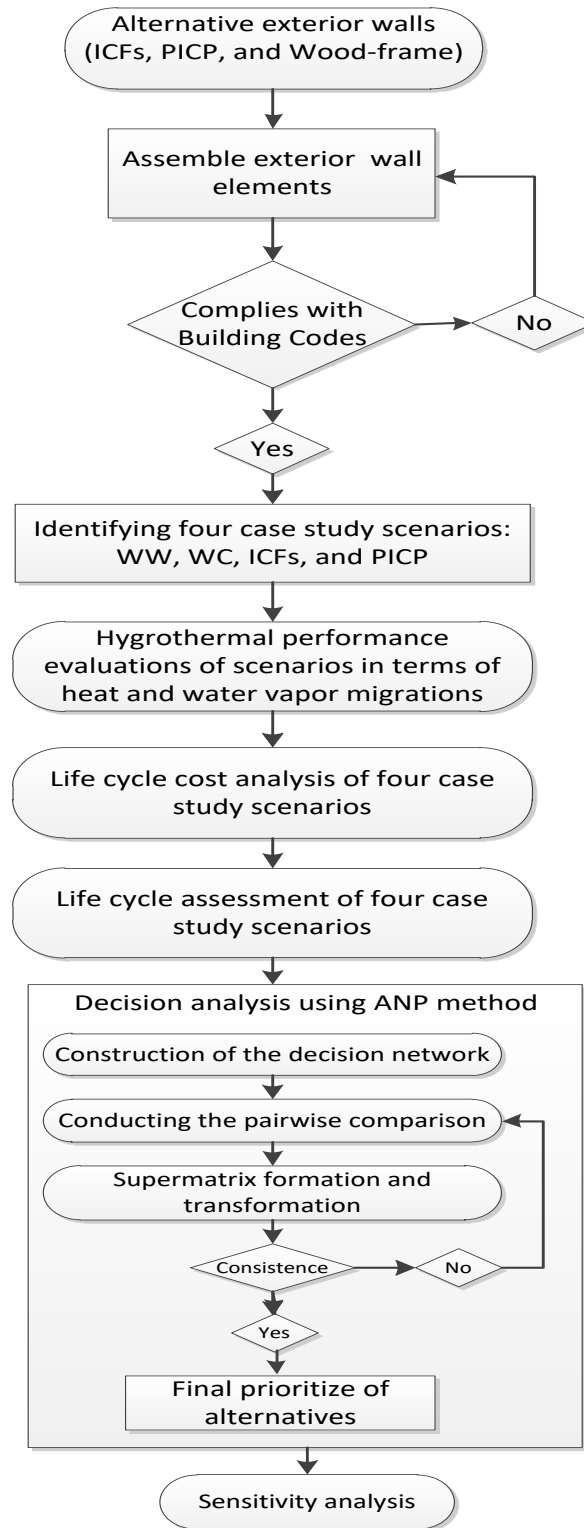 Alternative exterior walls
(ICFs, PICP, and Wood-frame)
Assemble exterior wall
elements
Complies with
Building Codes
No
Yes
Identifying four case study scenarios:
WW, WC, ICFs, and PICP
Hygrothermal performance
evaluations of scenarios in terms of
heat and water vapor migrations
Life cycle cost analysis of four case
study scenarios
Life cycle assessment of four case
study scenarios
Decision analysis using ANP method
Construction of the decision network
Conducting the pairwise comparison
Supermatrix formation and
transformation
Consistence
No
Yes
Final prioritize of
alternatives
Sensitivity analysis